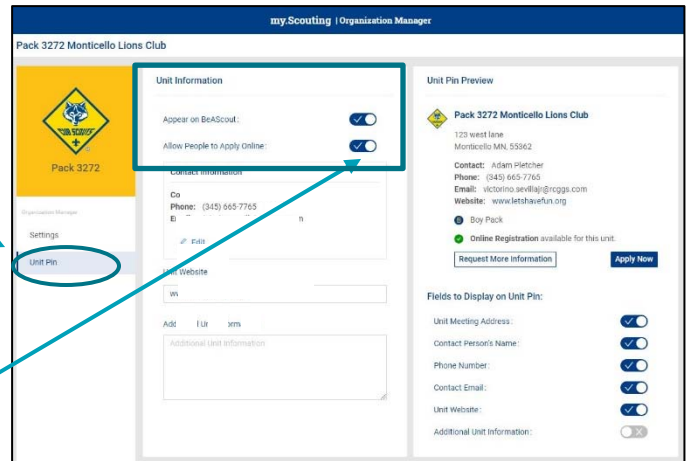 my.Scouting | Organization Manager
Pack 3272 Monticello Lions Club
CUB SCOUTS
Pack 3272
Organization Manager
Settings
Unit Pin
Unit Information
Appear on BeAScout:
Allow People to Apply Online:
Contact Information
Co
Phone: (345) 665-7765
E
n
Edit
Unit Website
Add
Additional Unit Information
Unit Pin Preview
Pack 3272 Monticello Lions Club
123 west lane
Monticello MN, 55362
Contact: Adam Pletcher
Phone: (345) 665-7765
Email: victorino.sevillajr@rcggs.com
Website: www.letshavefun.org
Boy Pack
Online Registration available for this unit.
Request More Information Apply Now
Fields to Display on Unit Pin:
Unit Meeting Address:
Contact Person's Name:
Phone Number:
Contact Email:
Unit Website:
Additional Unit Information: